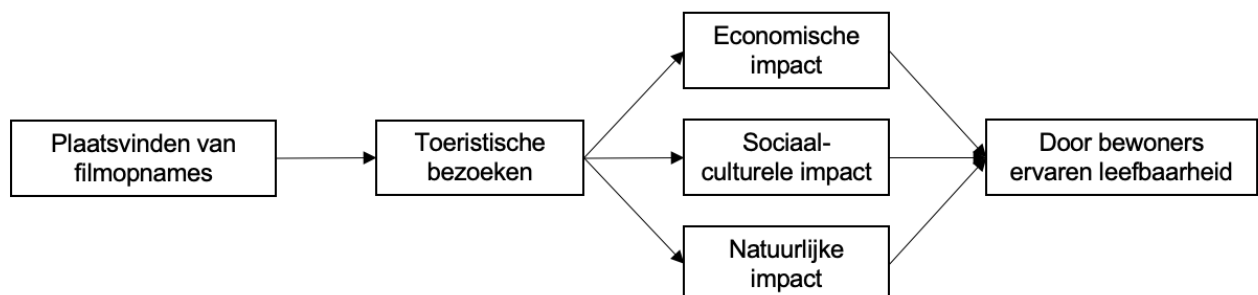 Plaatsvinden van
filmopnames
Toeristische
bezoeken
Economische
impact
Sociaal-
culturele impact
Natuurlijke
impact
Door bewoners
ervaren leefbaarheid